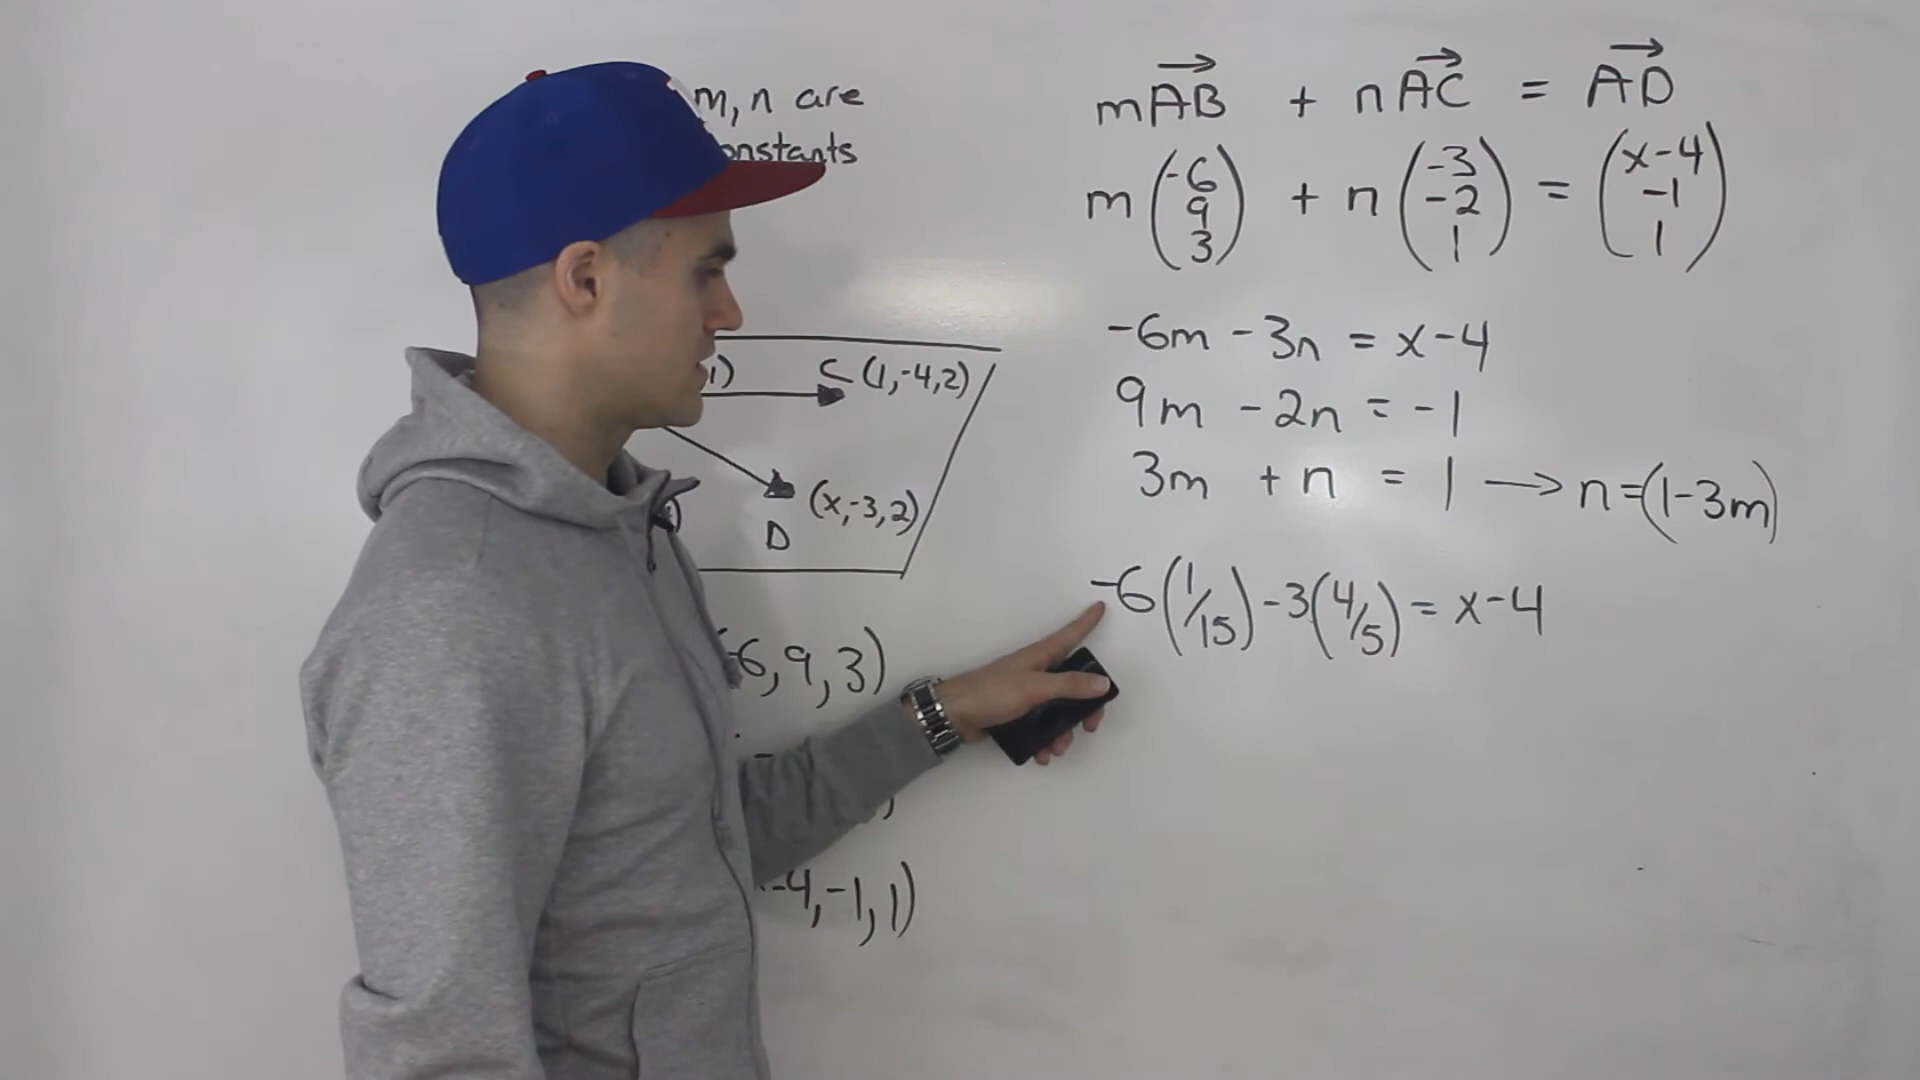 m, n are
constants
1)
C (1,-4,2)
(x,-3,2)
D
-6,9,3)
-4,-1,1)
mAB + nAC = AD
m(-6 9 3) + n(-3 -2 1) = (x-4 -1 1)
-6m -3n = x-4
9m -2n = -1
3m + n = 1 → n=(1-3m)
-6(1/15)-3(4/5)= x-4